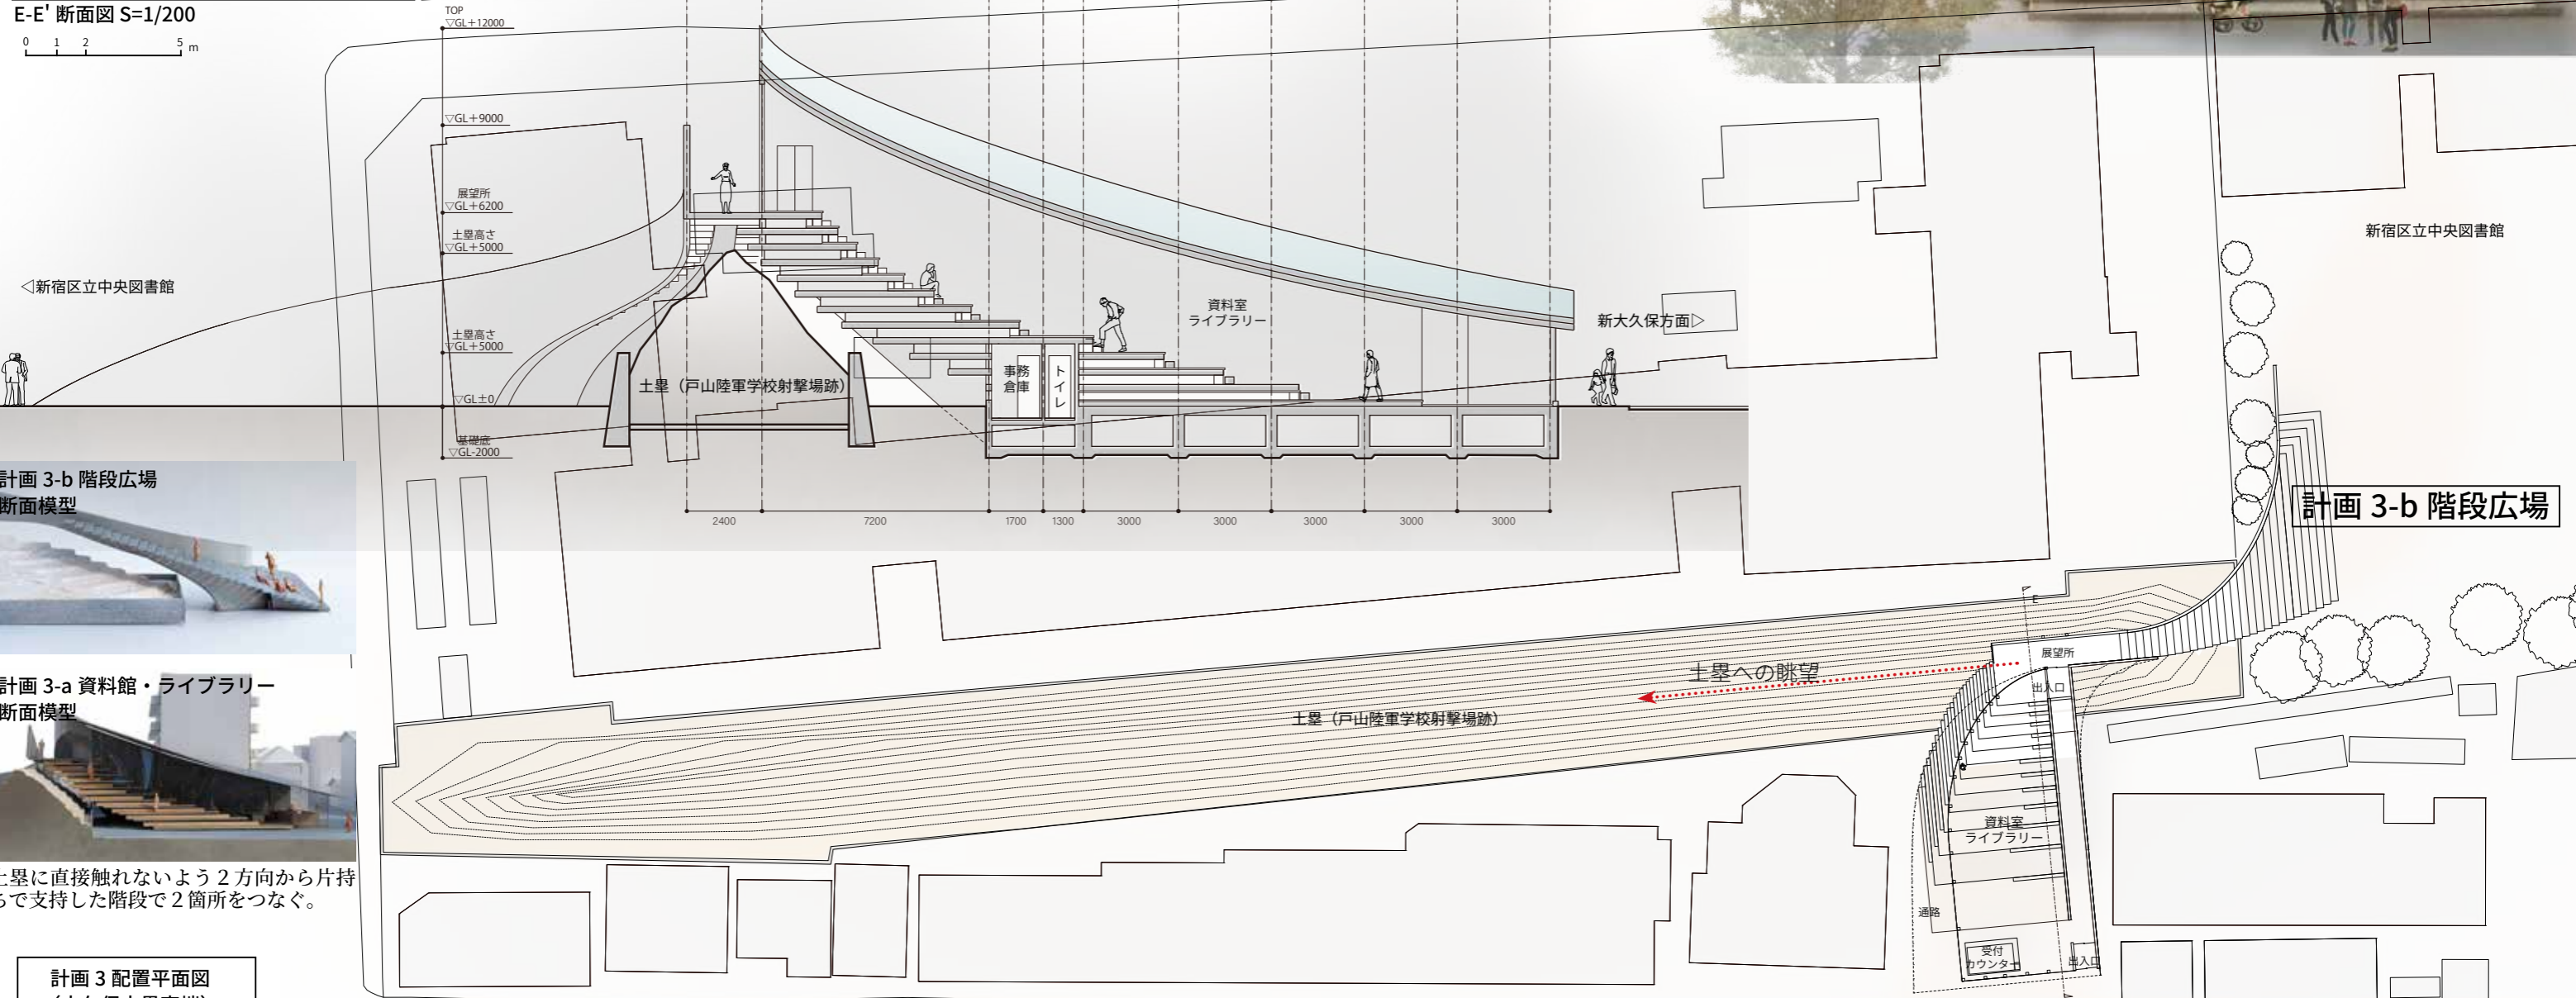 E-E' 断面図 S=1/200
0 1 2 5 m
TOP
▽GL+12000
▽GL+9000
展望所
▽GL+6200
土塁高さ
▽GL+5000
土塁高さ
▽GL+5000
▽GL±0
基礎底
▽GL-2000
◁新宿区立中央図書館
土塁（戸山陸軍学校射撃場跡）
事務
倉庫
トイレ
資料室
ライブラリー
新大久保方面▷
2400 7200 1700 1300 3000 3000 3000 3000 3000
新宿区立中央図書館
計画 3-b 階段広場
計画 3-b 階段広場
断面模型
計画 3-a 資料館・ライブラリー
断面模型
土塁に直接触れないよう２方向から片持
ちで支持した階段で２箇所をつなぐ。
計画 3 配置平面図
土塁への眺望
土塁（戸山陸軍学校射撃場跡）
E
展望所
出入口
資料室
ライブラリー
通路
受付
カウンター
出入口